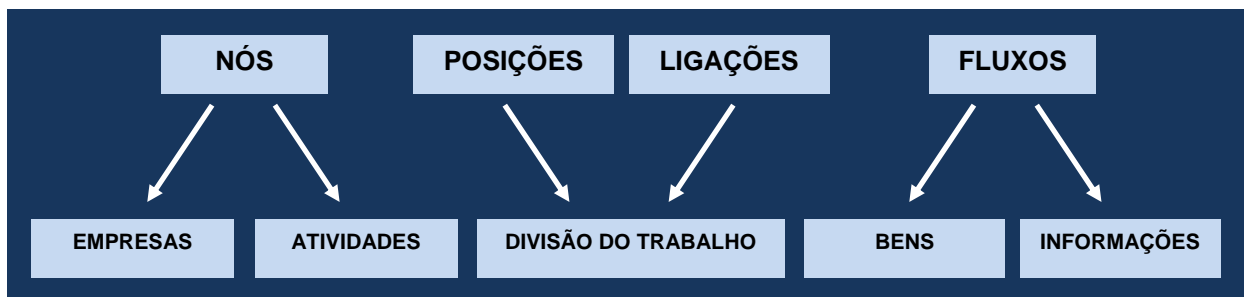 NÓS
POSIÇÕES
LIGAÇÕES
FLUXOS
EMPRESAS
ATIVIDADES
DIVISÃO DO TRABALHO
BENS
INFORMAÇÕES